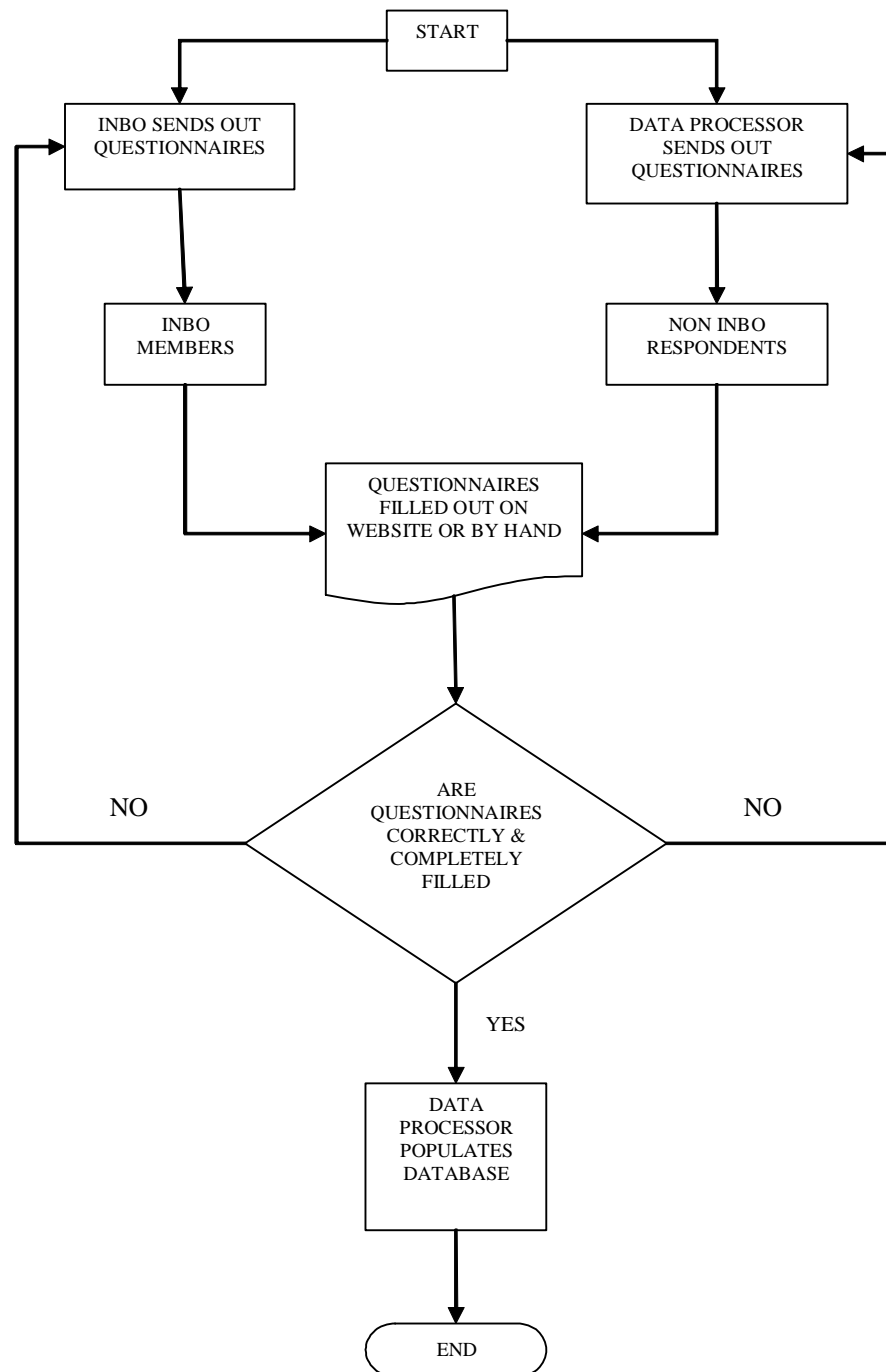 START
INBO SENDS OUT
QUESTIONNAIRES
DATA PROCESSOR
SENDS OUT
QUESTIONNAIRES
INBO
MEMBERS
NON INBO
RESPONDENTS
QUESTIONNAIRES
FILLED OUT ON
WEBSITE OR BY HAND
NO
ARE
QUESTIONNAIRES
CORRECTLY &
COMPLETELY
FILLED
NO
YES
DATA
PROCESSOR
POPULATES
DATABASE
END